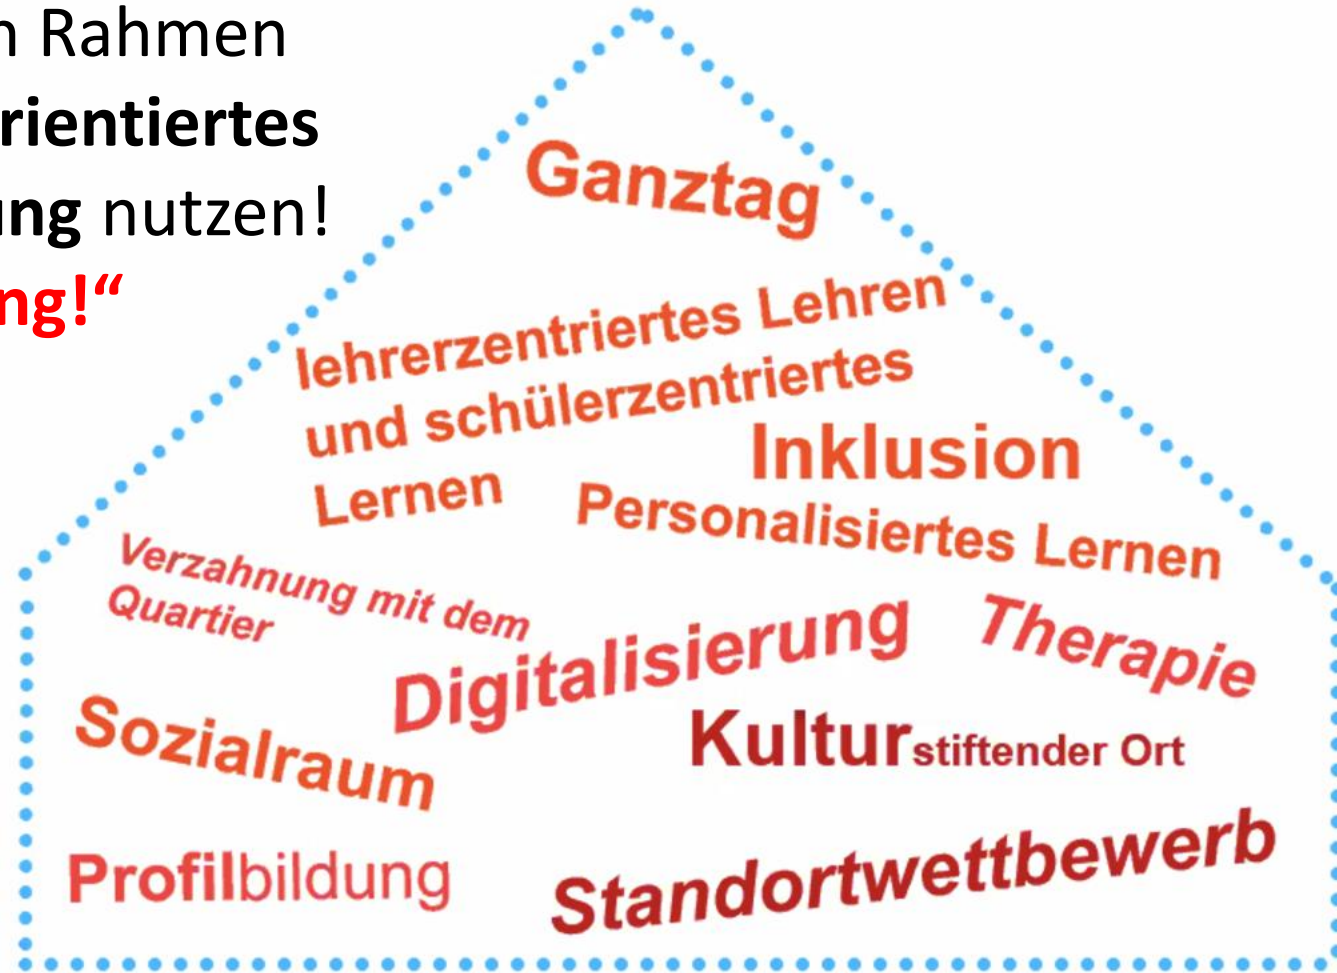 n Rahmen
rientiertes
ung nutzen!
ng!“
Ganztag
lehrerzentriertes Lehren
und schülerzentriertes
Lernen
Inklusion
Personalisiertes Lernen
Verzahnung mit dem
Quartier
Digitalisierung
Therapie
Sozialraum
Kulturstiftender Ort
Profilbildung
Standortwettbewerb